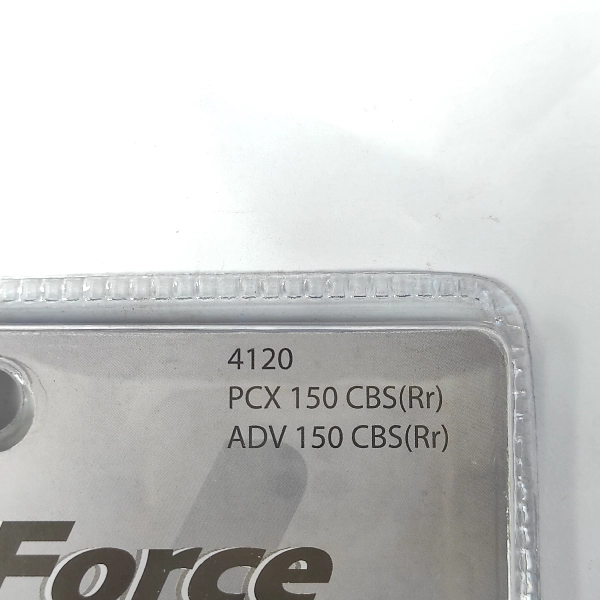 4120
PCX 150 CBS(Rr)
ADV 150 CBS(Rr)
Force